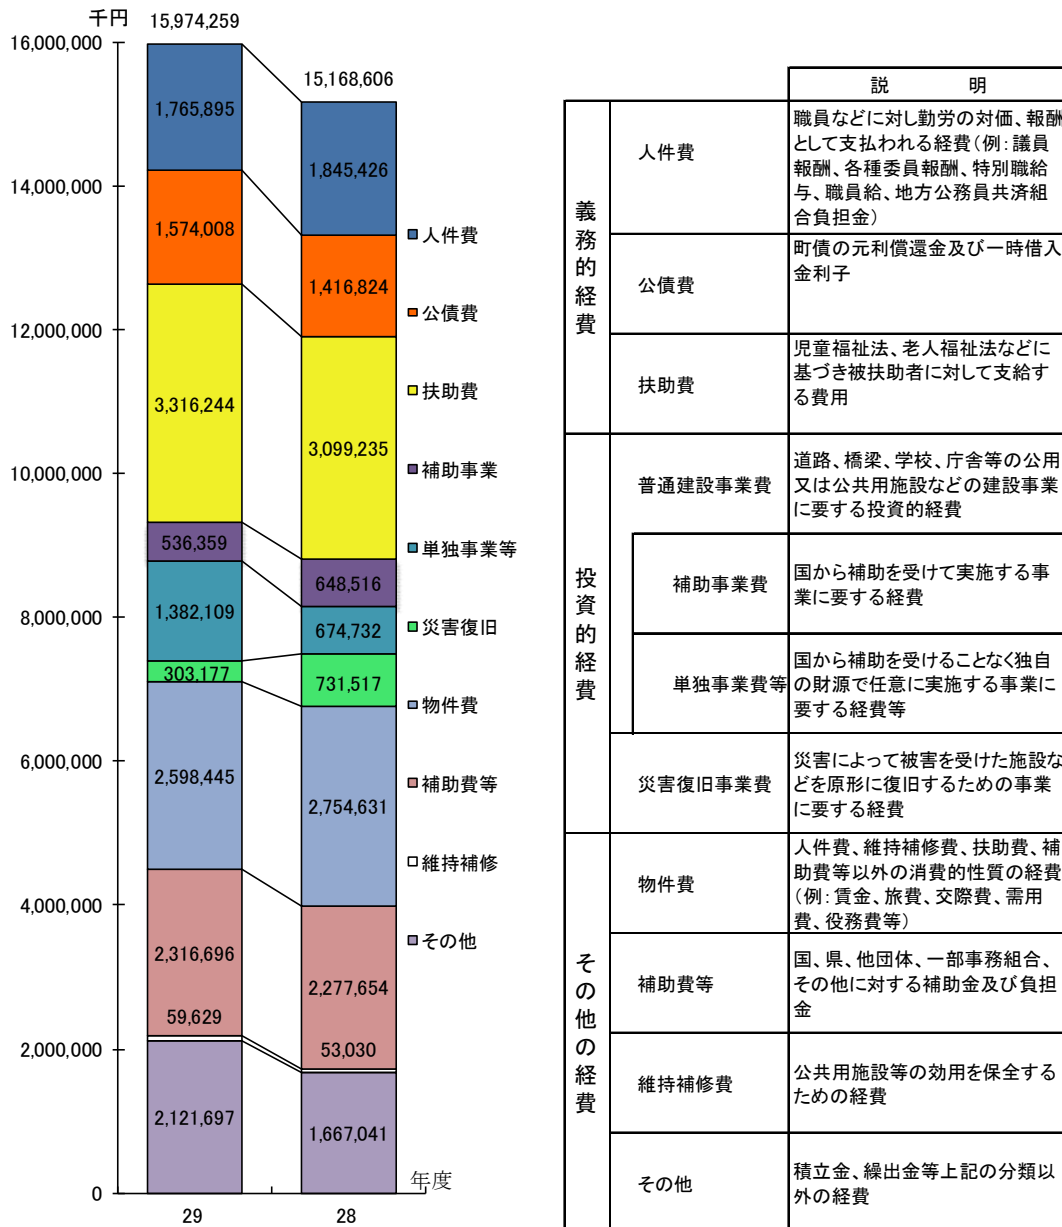 千円
15,974,259
16,000,000
15,168,606
1,765,895
1,845,426
14,000,000
1,574,008
1,416,824
12,000,000
3,316,244
3,099,235
10,000,000
536,359
648,516
1,382,109
674,732
8,000,000
303,177
731,517
6,000,000
2,598,445
2,754,631
4,000,000
2,316,696
2,277,654
59,629
53,030
2,000,000
2,121,697
1,667,041
0
年度
29
28
人件費
公債費
扶助費
補助事業
単独事業等
災害復旧
物件費
補助費等
維持補修
その他
説 明
義務的経費
人件費
職員などに対し勤労の対価、報酬
として支払われる経費(例:議員
報酬、各種委員報酬、特別職給
与、職員給、地方公務員共済組
合負担金)
公債費
町債の元利償還金及び一時借入
金利子
扶助費
児童福祉法、老人福祉法などに
基づき被扶助者に対して支給す
る費用
投資的経費
普通建設事業費
道路、橋梁、学校、庁舎等の公用
又は公共用施設などの建設事業
に要する投資的経費
補助事業費
国から補助を受けて実施する事
業に要する経費
単独事業費等
国から補助を受けることなく独自
の財源で任意に実施する事業に
要する経費等
災害復旧事業費
災害によって被害を受けた施設な
どを原形に復旧するための事業
に要する経費
その他の経費
物件費
人件費、維持補修費、扶助費、補
助費等以外の消費的性質の経費
(例:賃金、旅費、交際費、需用
費、役務費等)
補助費等
国、県、他団体、一部事務組合、
その他に対する補助金及び負担
金
維持補修費
公共用施設等の効用を保全する
ための経費
その他
積立金、繰出金等上記の分類以
外の経費